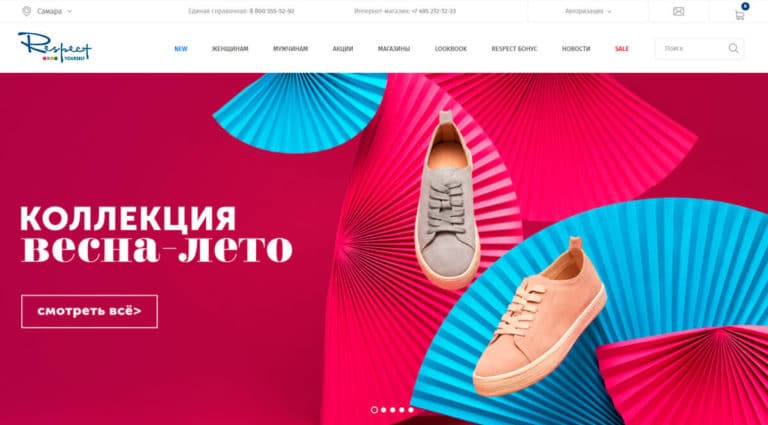 Самара
Единая справочная: 8 800 555-52-92
Интернет-магазин: +7 495 212-12-33
Авторизация
0
Respect
YOURSELF
NEW
ЖЕНЩИНАМ
МУЖЧИНАМ
АКЦИИ
МАГАЗИНЫ
LOOKBOOK
RESPECT БОНУС
НОВОСТИ
SALE
Поиск
КОЛЛЕКЦИЯ
весна-лето
смотреть всё>